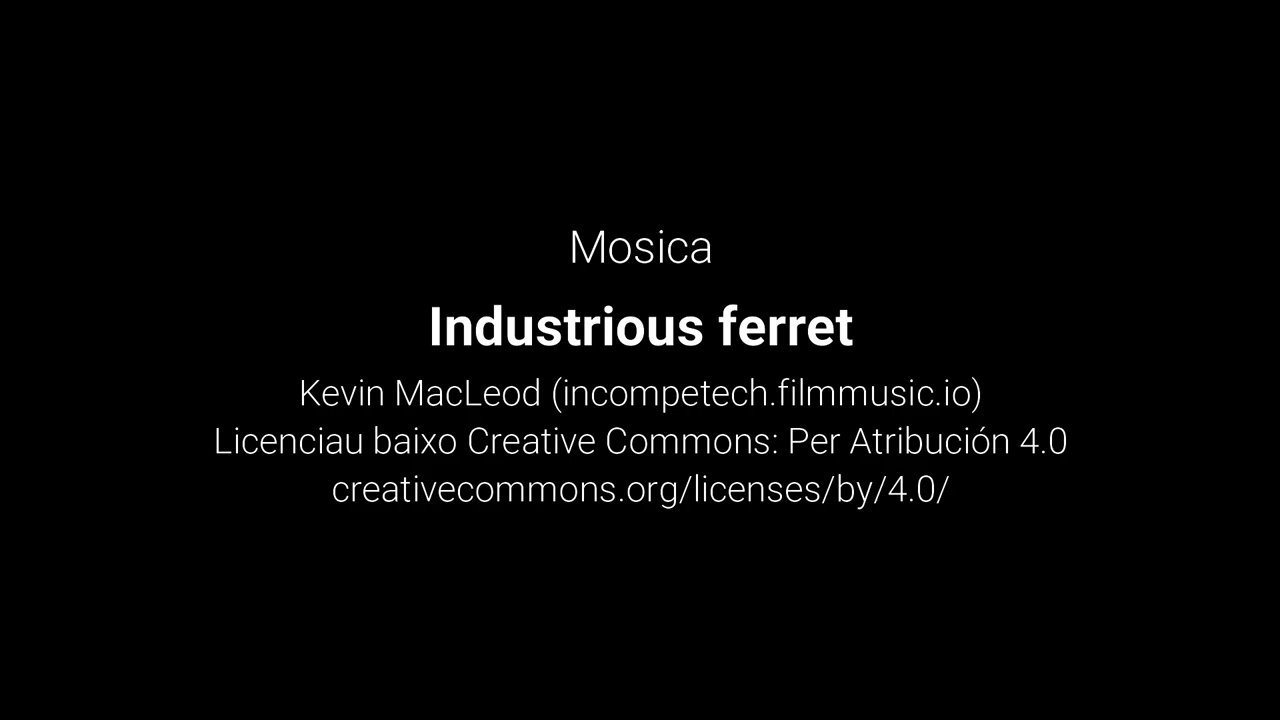 Mosica
Industrious ferret
Kevin MacLeod (incompetech.filmmusic.io)
Licenciau baixo Creative Commons: Per Atribución 4.0
creativecommons.org/licenses/by/4.0/